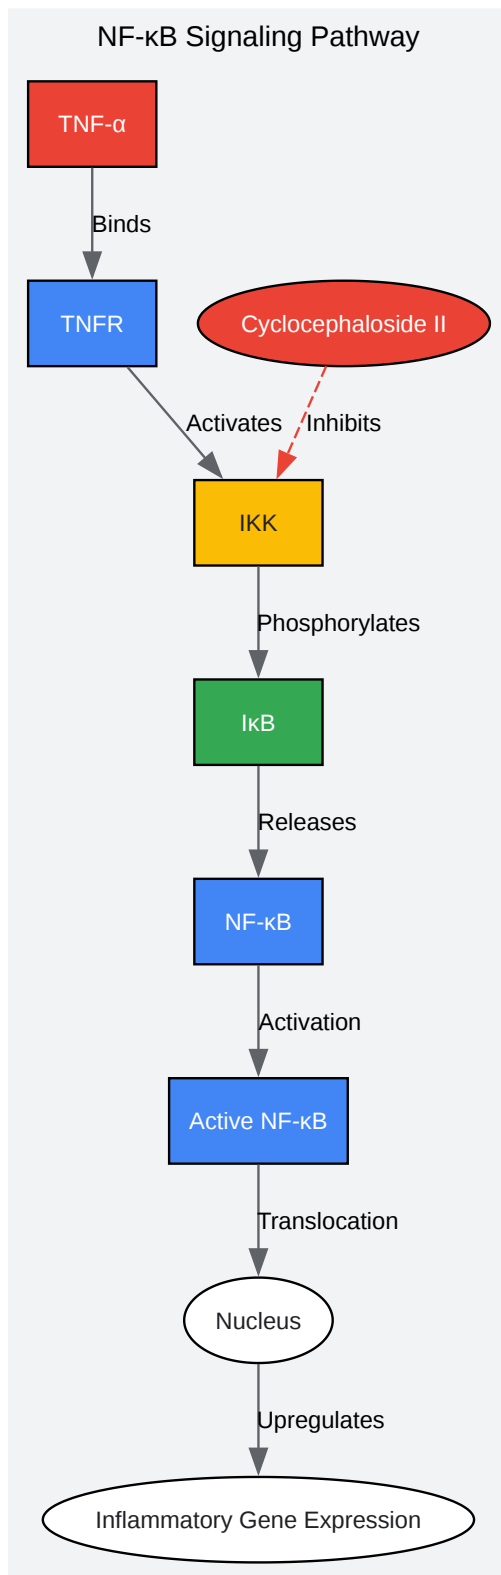 NF-κB Signaling Pathway
TNF-α
Binds
TNFR
Cyclocephaloside II
Activates
Inhibits
IKK
Phosphorylates
IκB
Releases
NF-κB
Activation
Active NF-κB
Translocation
Nucleus
Upregulates
Inflammatory Gene Expression